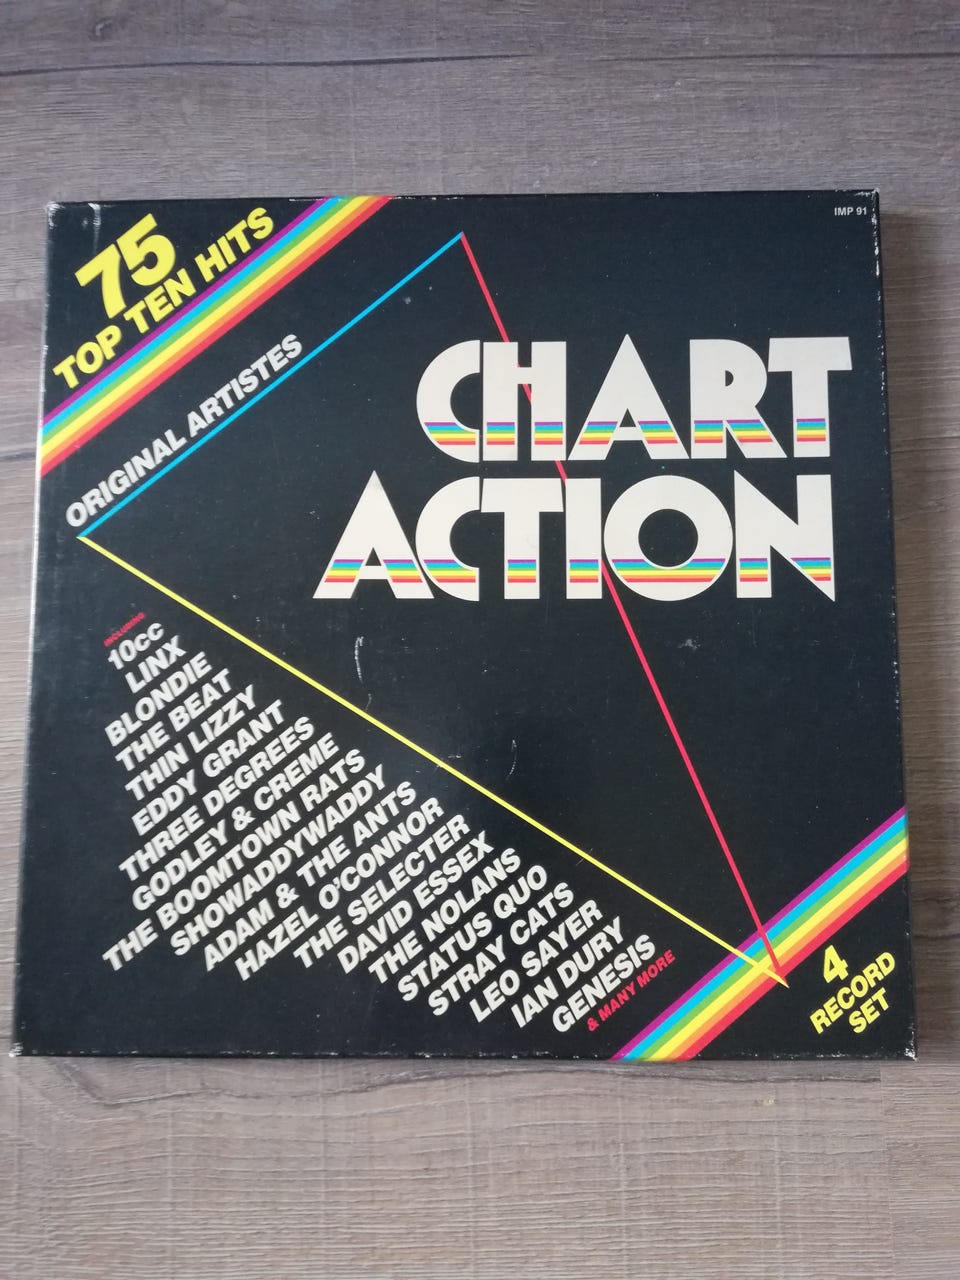 IMP 91
75
TOP TEN HITS
ORIGINAL ARTISTES
CHART
ACTION
INCLUDING
10cc
LINX
BLONDIE
THE BEAT
THIN LIZZY
EDDY GRANT
THREE DEGREES
GODLEY & CREME
THE BOOMTOWN RATS
SHOWADDYWADDY
ADAM & THE ANTS
HAZEL O'CONNOR
THE SELECTER
DAVID ESSEX
THE NOLANS
STATUS QUO
STRAY CATS
LEO SAYER
IAN DURY
GENESIS
& MANY MORE
4
RECORD
SET